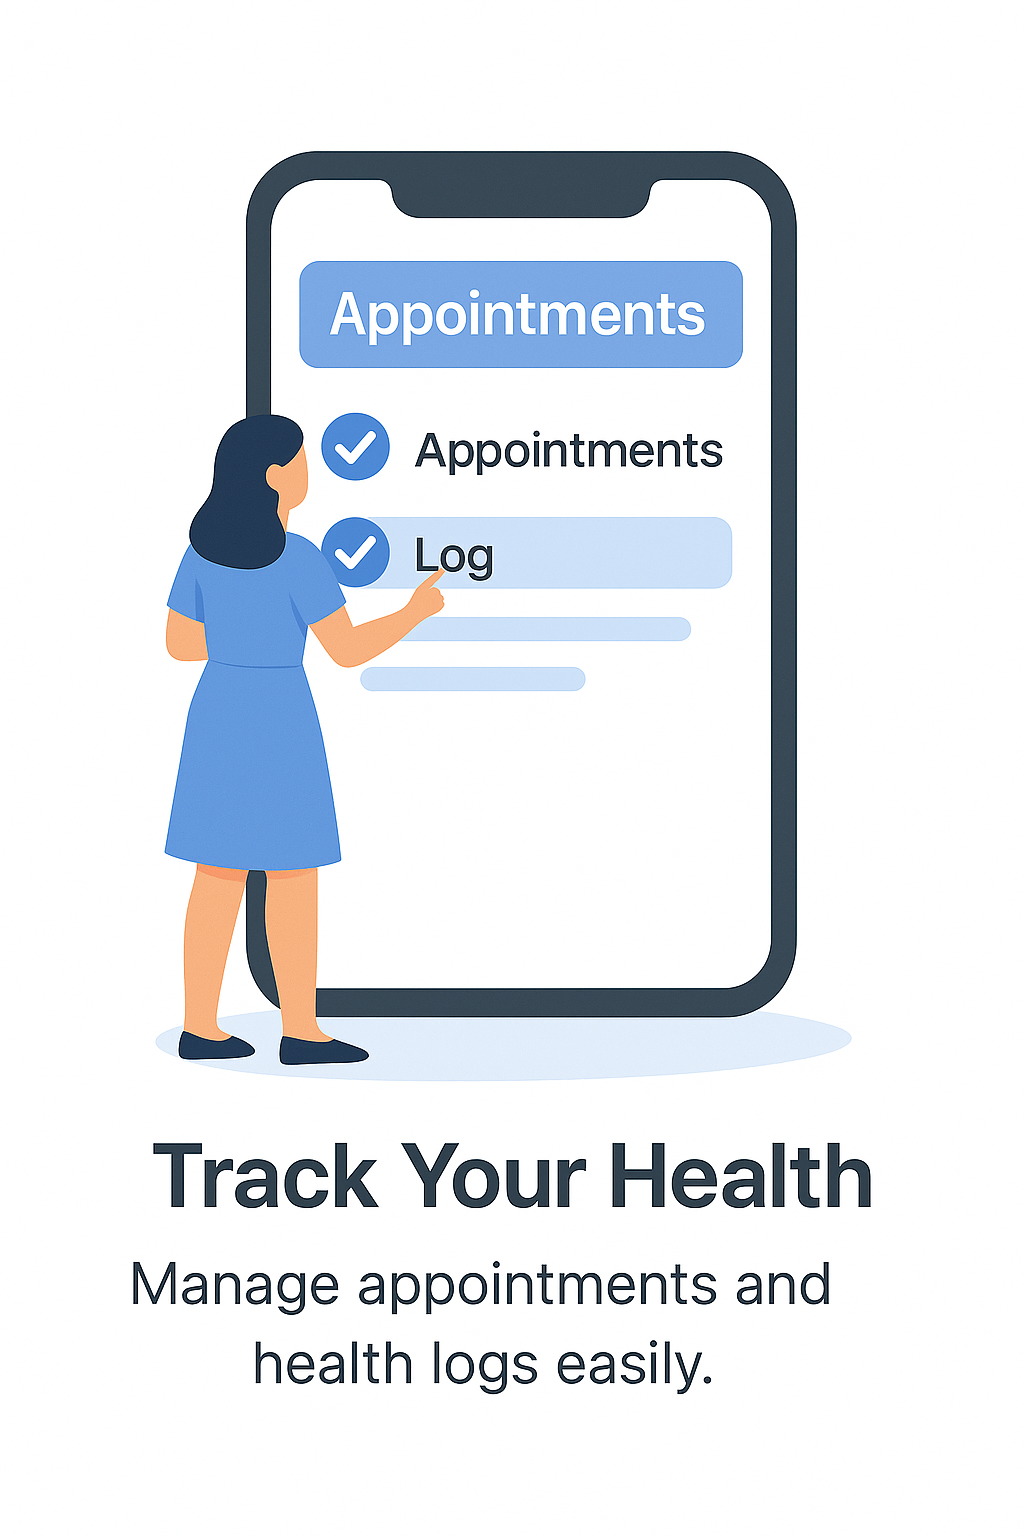 Appointments
Appointments
Log
Track Your Health
Manage appointments and
health logs easily.